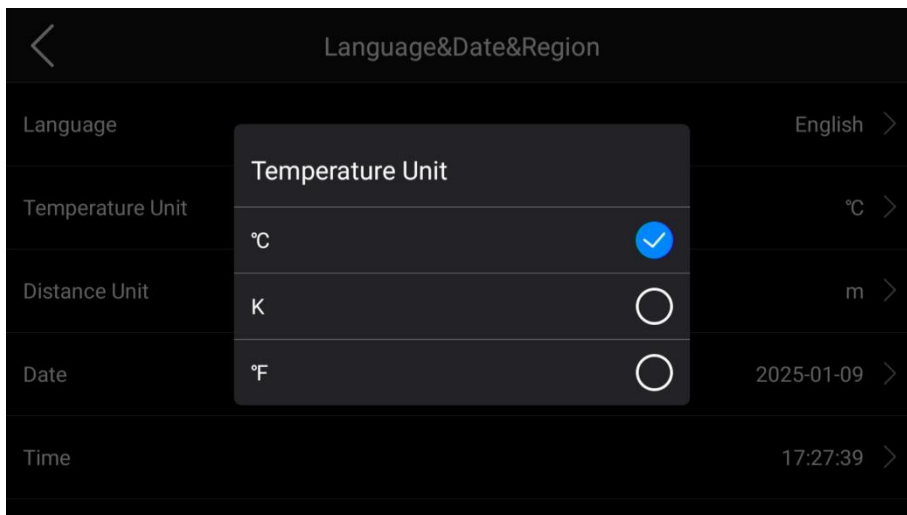 Language&Date&Region
Language English
Temperature Unit
Temperature Unit ℃
℃
Distance Unit m
K
Date 2025-01-09
℉
Time 17:27:39